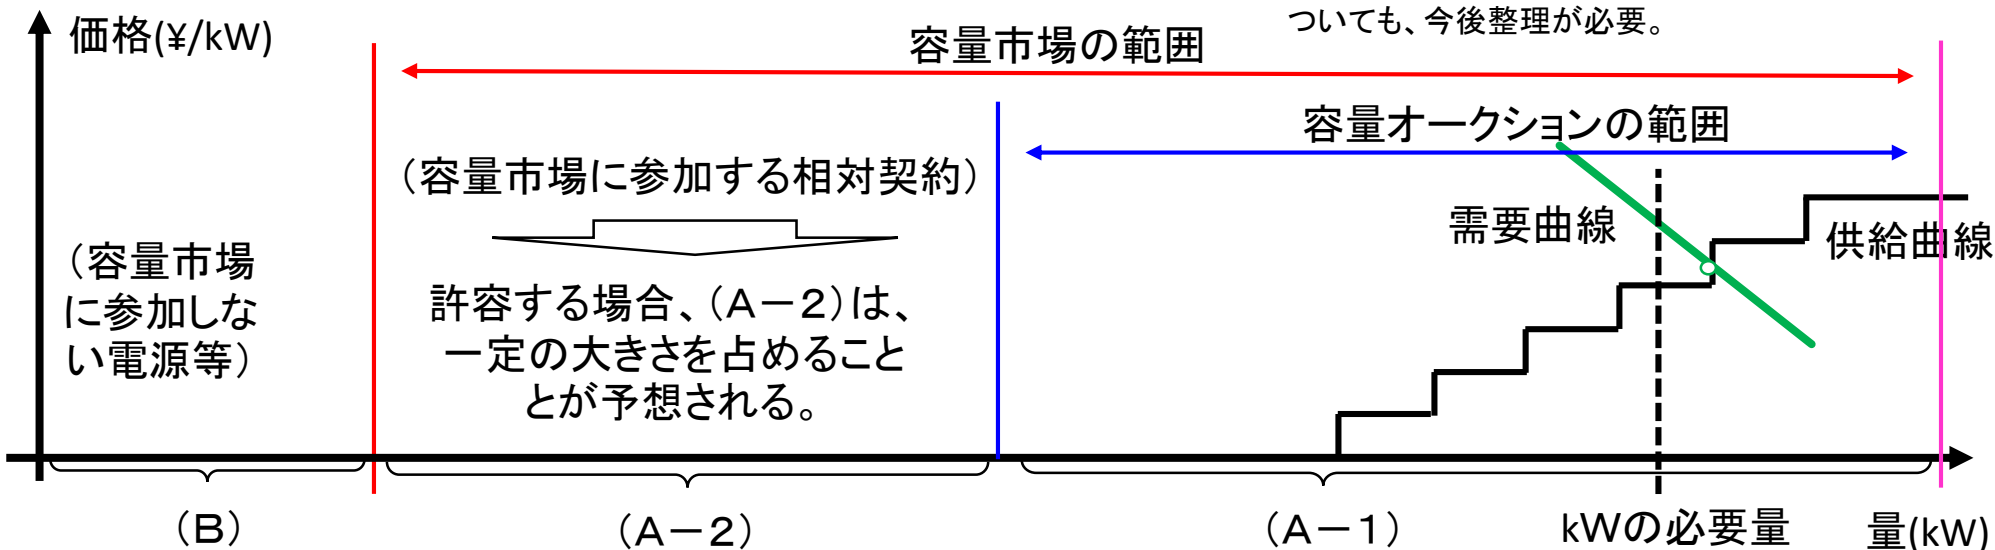 ついても、今後整理が必要。
価格(¥/kW)
容量市場の範囲
容量オークションの範囲
（容量市場に参加する相対契約）
需要曲線
供給曲線
（容量市場
に参加しな
い電源等）
許容する場合、（A－2）は、
一定の大きさを占めること
とが予想される。
（B）
（A－2）
（A－1）
kWの必要量
量(kW)